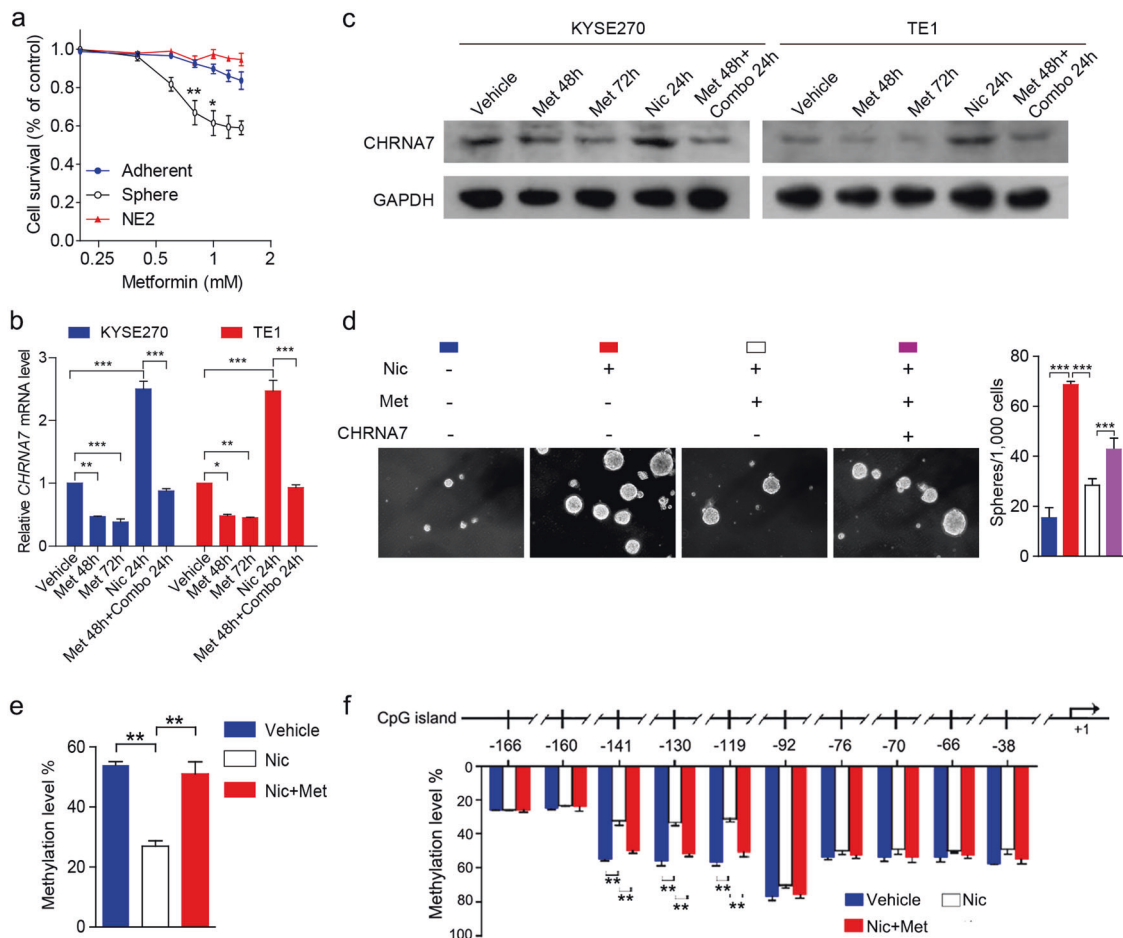 a
Cell survival (% of control)
1.0
0.8
0.6
0.4
0.2
0.0
Adherent
Sphere
NE2
**
*
0.25
0.5
1
2
Metformin (mM)
b
KYSE270
TE1
Relative CHRNA7 mRNA level
3
2
1
0
***
***
***
**
***
***
**
*
Vehicle
Met 48h
Met 72h
Nic 24h
Met 48h+Combo 24h
Vehicle
Met 48h
Met 72h
Nic 24h
Met 48h+Combo 24h
c
KYSE270
TE1
Vehicle
Met 48h
Met 72h
Nic 24h
Met 48h+
Combo 24h
Vehicle
Met 48h
Met 72h
Nic 24h
Met 48h+
Combo 24h
CHRNA7
GAPDH
d
Nic - + + +
Met - - + +
CHRNA7 - - - +
Spheres/1,000 cells
80
60
40
20
0
***
***
***
e
Methylation level %
60
40
20
0
**
**
Vehicle
Nic
Nic+Met
f
CpG island
-166 -160 -141 -130 -119 -92 -76 -70 -66 -38
+1
Methylation level %
0
20
40
60
80
100
**
**
**
**
**
**
Vehicle
Nic
Nic+Met